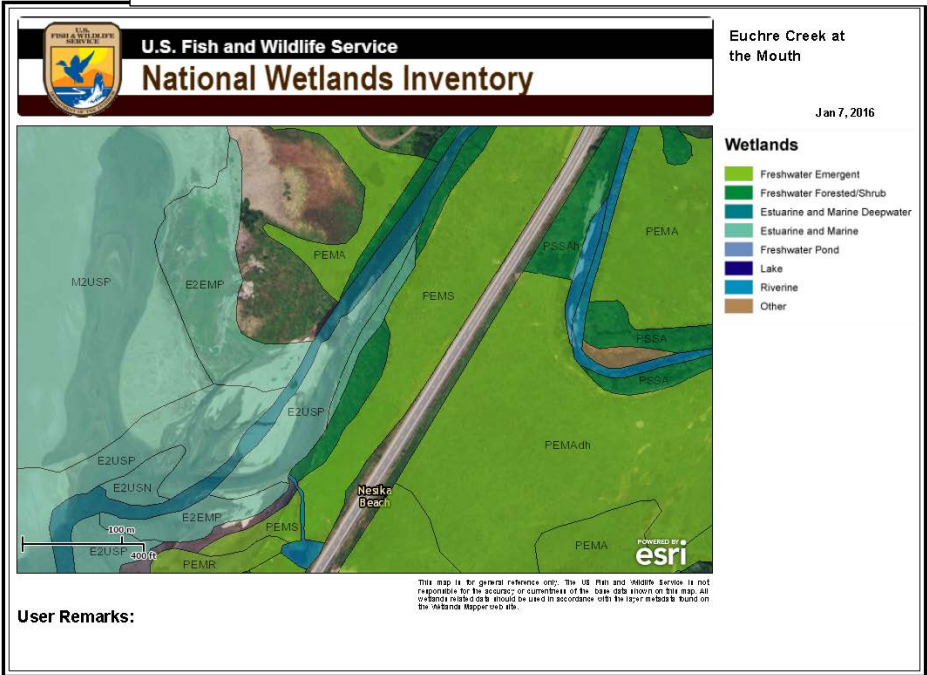 U.S.
FISH & WILDLIFE
SERVICE
U.S. Fish and Wildlife Service
National Wetlands Inventory
Euchre Creek at
the Mouth
Jan 7, 2016
Wetlands
Freshwater Emergent
Freshwater Forested/Shrub
Estuarine and Marine Deepwater
Estuarine and Marine
Freshwater Pond
Lake
Riverine
Other
PEMA
PSSAh
PEMA
M2USP
E2EMP
PEMS
PSSA
PSSA
E2USP
PEMAdh
E2USP
E2USN
Nesika
Beach
E2EMP
PEMS
100 m
E2USP
400 ft
PEMA
PEMR
POWERED BY
esri
This map is for general reference only. The US Fish and Wildlife Service is not
responsible for the accuracy or currentness of the base data shown on this map. All
wetlands related data should be used in accordance with the layer metadata found on
the Wetlands Mapper web site.
User Remarks: